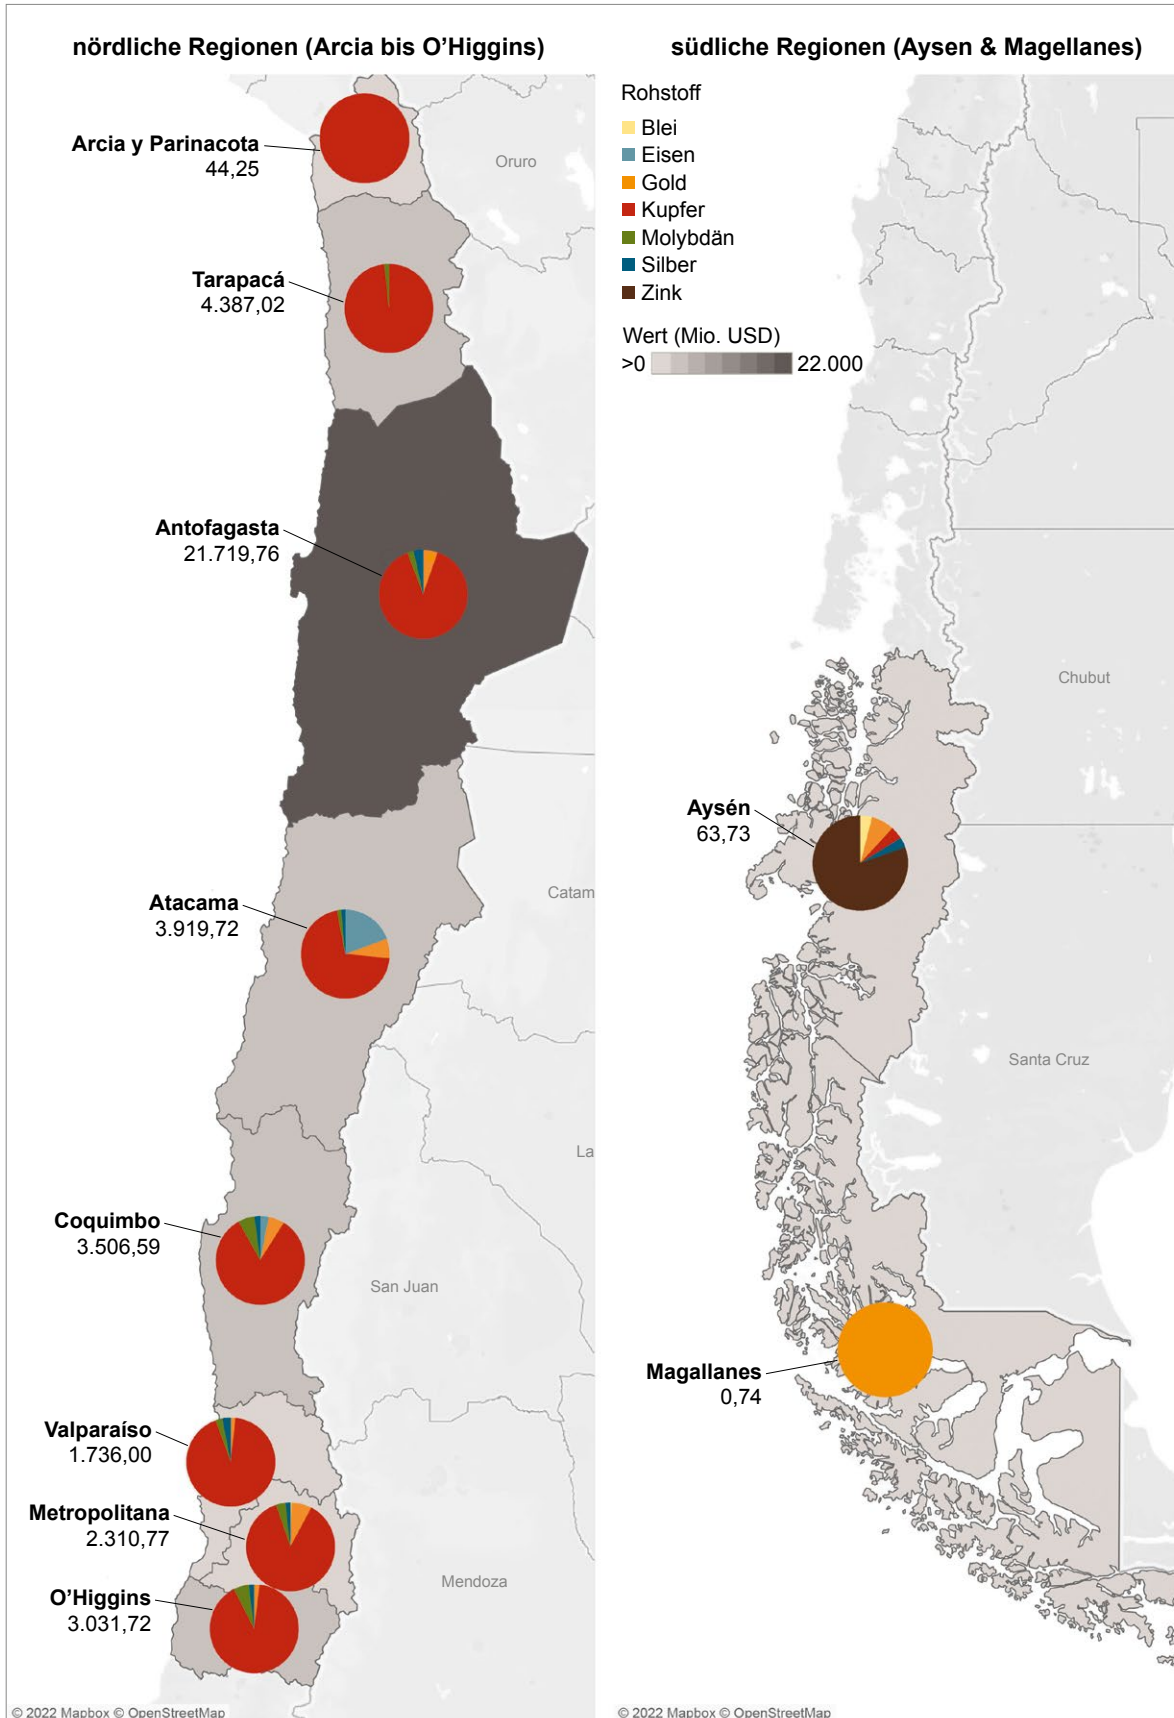 nördliche Regionen (Arcia bis O’Higgins)
Arcia y Parinacota
44,25
Oruro
Tarapacá
4.387,02
Antofagasta
21.719,76
Atacama
3.919,72
Catam
La
Coquimbo
3.506,59
San Juan
Valparaíso
1.736,00
Metropolitana
2.310,77
O’Higgins
3.031,72
Mendoza
© 2022 Mapbox © OpenStreetMap
südliche Regionen (Aysen & Magellanes)
Rohstoff
Blei
Eisen
Gold
Kupfer
Molybdän
Silber
Zink
Wert (Mio. USD)
>0 22.000
Chubut
Aysén
63,73
Santa Cruz
Magallanes
0,74
© 2022 Mapbox © OpenStreetMap